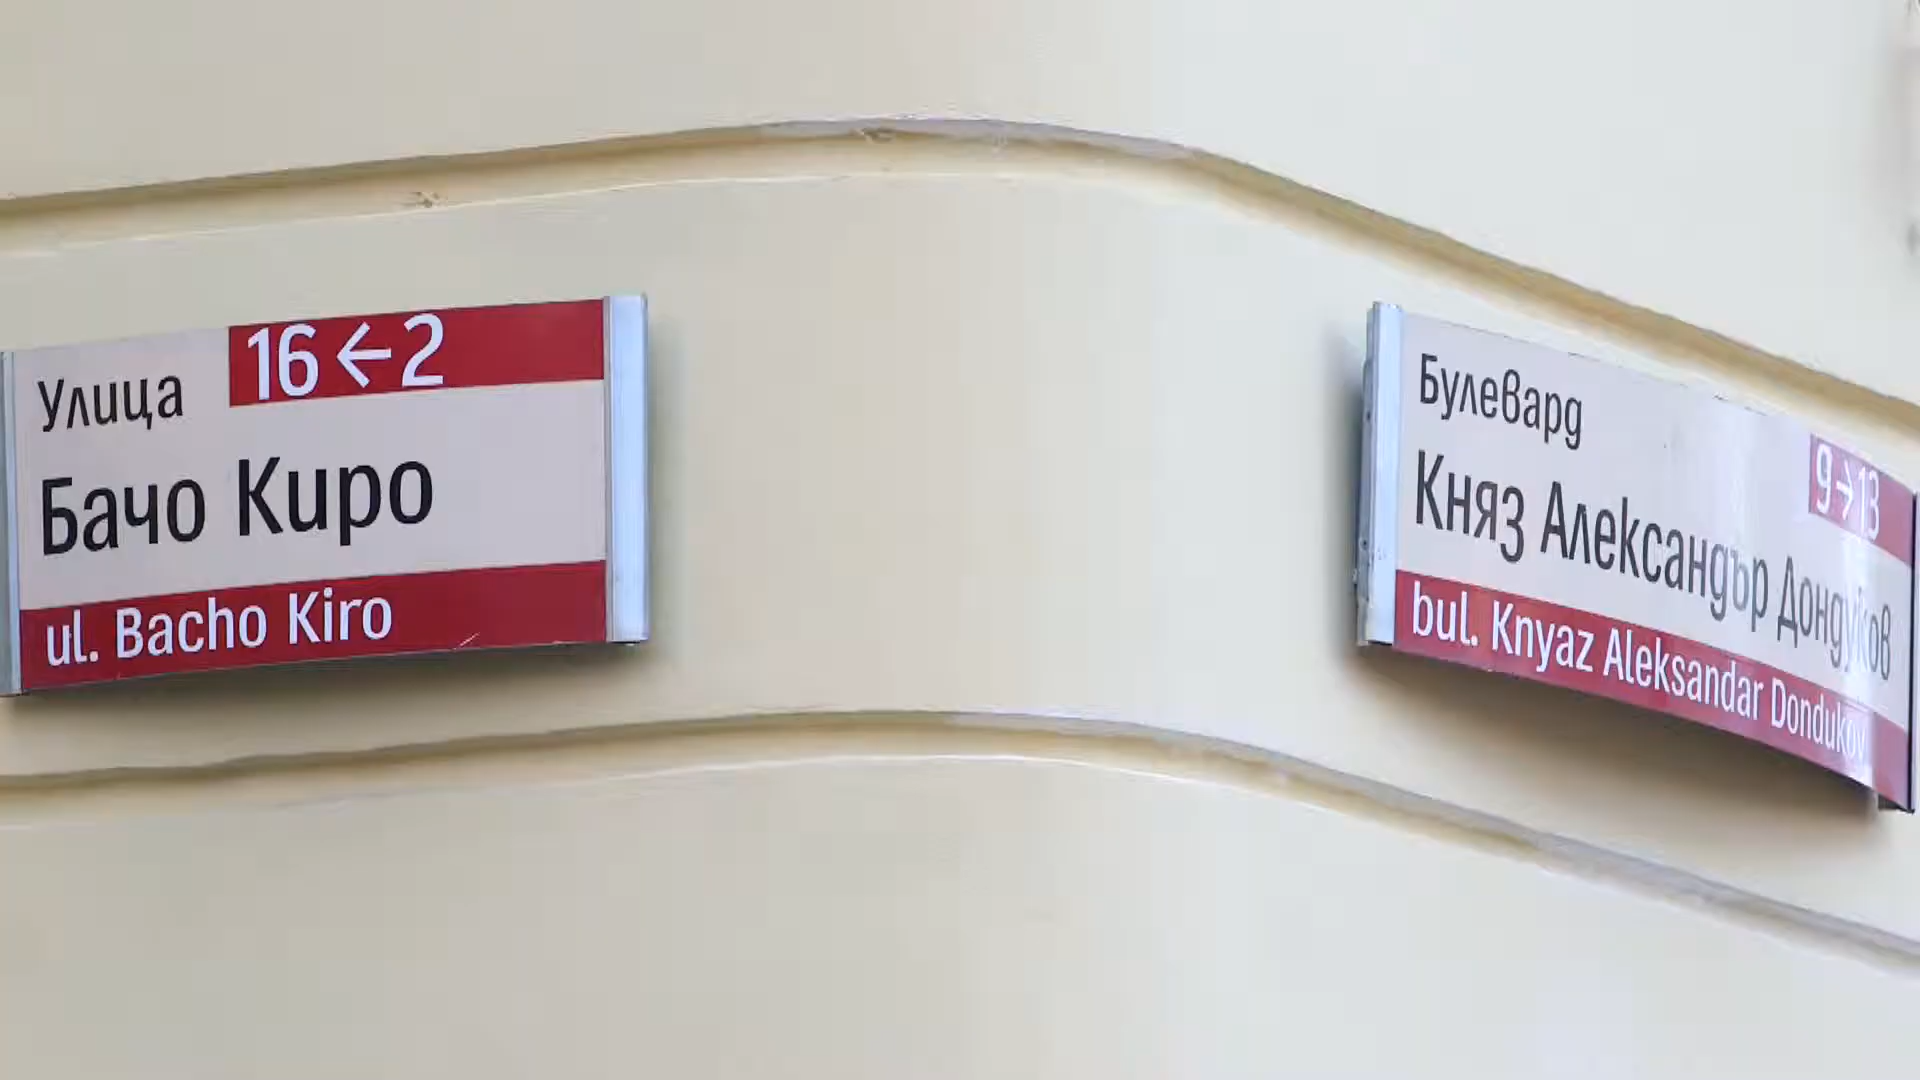 Улица 16←2
Бачо Киро
ul. Bacho Kiro
Булевард
9→13
Княз Александър Дондуков
bul. Knyaz Aleksandar Dondukov